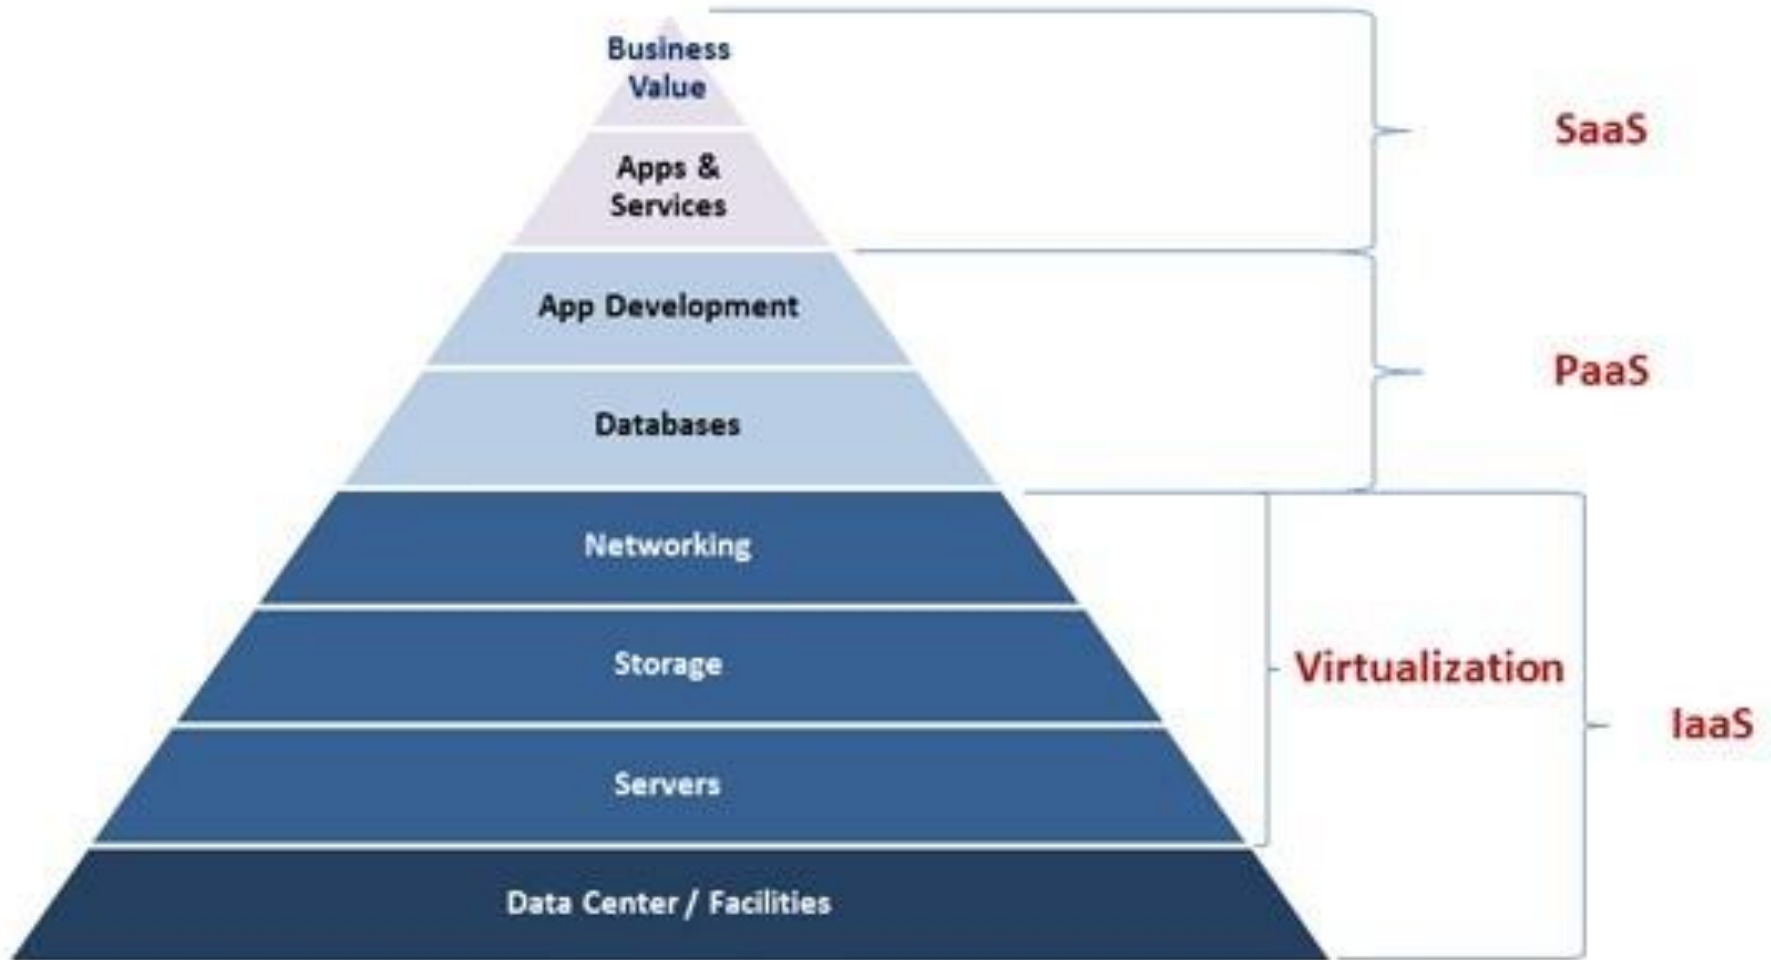 Business
Value
SaaS
Apps &
Services
App Development
PaaS
Databases
Networking
Storage
Virtualization
IaaS
Servers
Data Center / Facilities